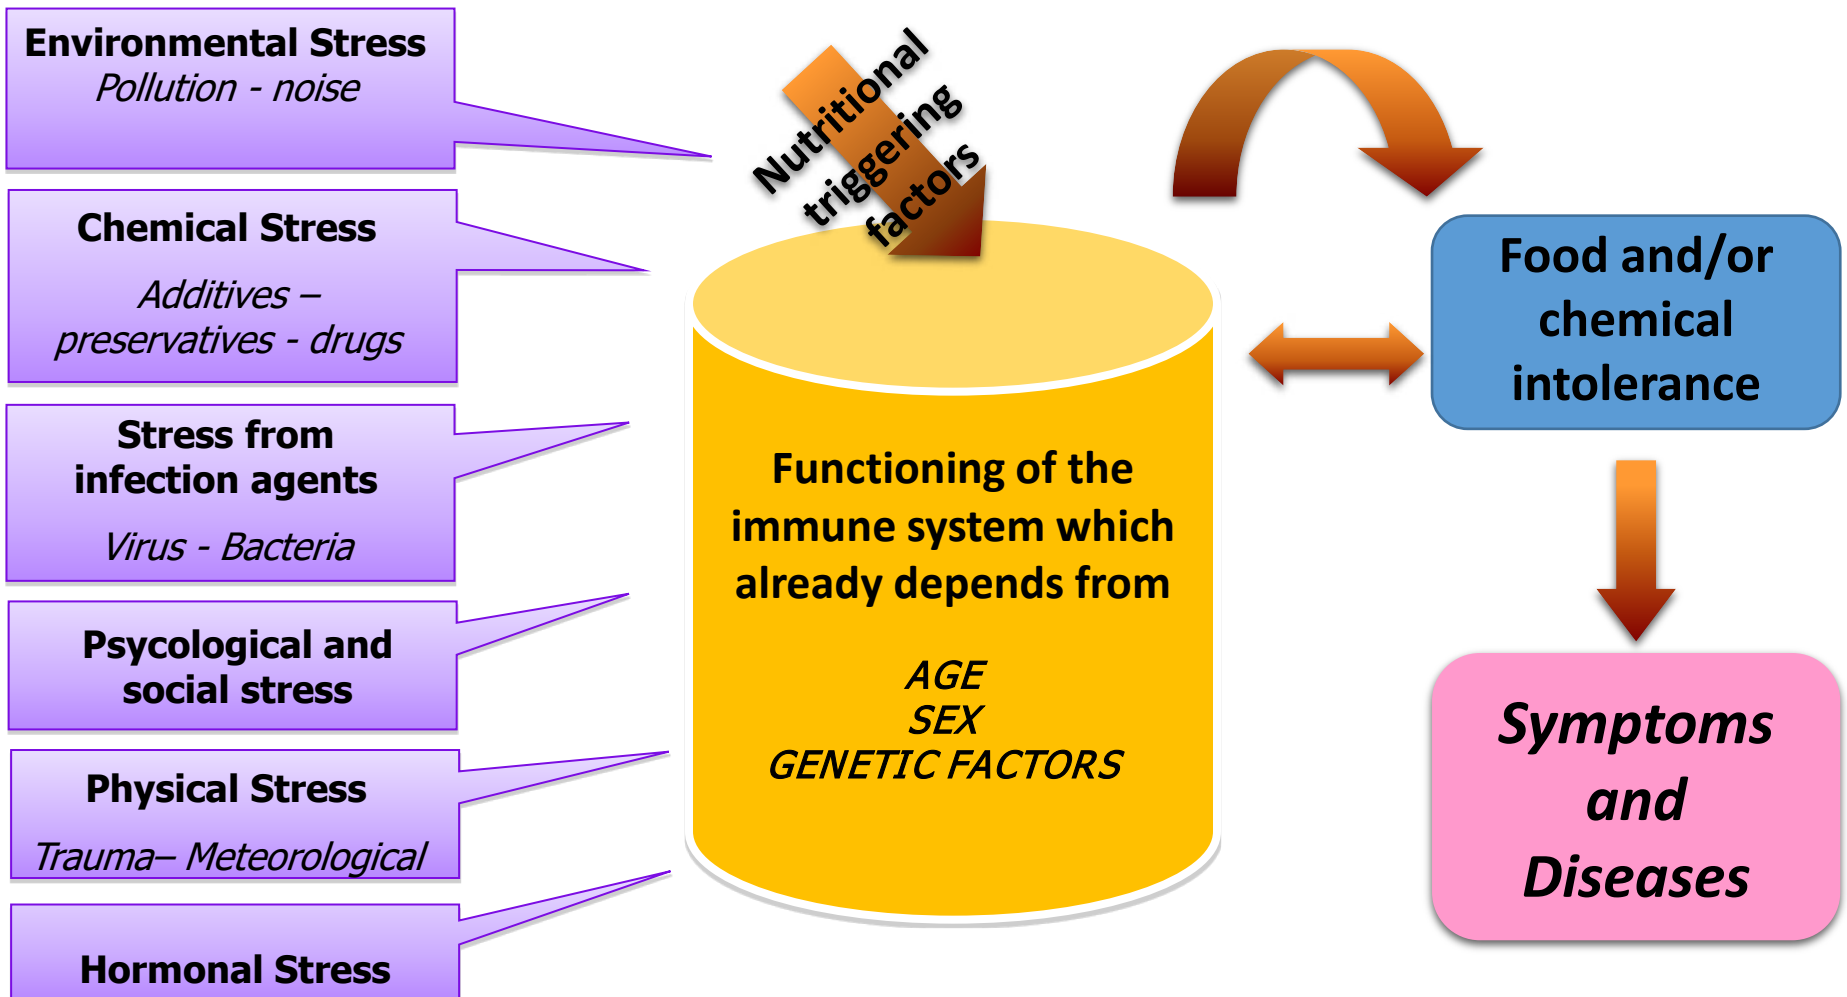 Environmental Stress
Pollution - noise
Chemical Stress
Additives –
preservatives - drugs
Stress from
infection agents
Virus - Bacteria
Psycological and
social stress
Physical Stress
Trauma– Meteorological
Hormonal Stress
Nutritional
triggering
factors
Functioning of the
immune system which
already depends from
AGE
SEX
GENETIC FACTORS
Food and/or
chemical
intolerance
Symptoms
and
Diseases